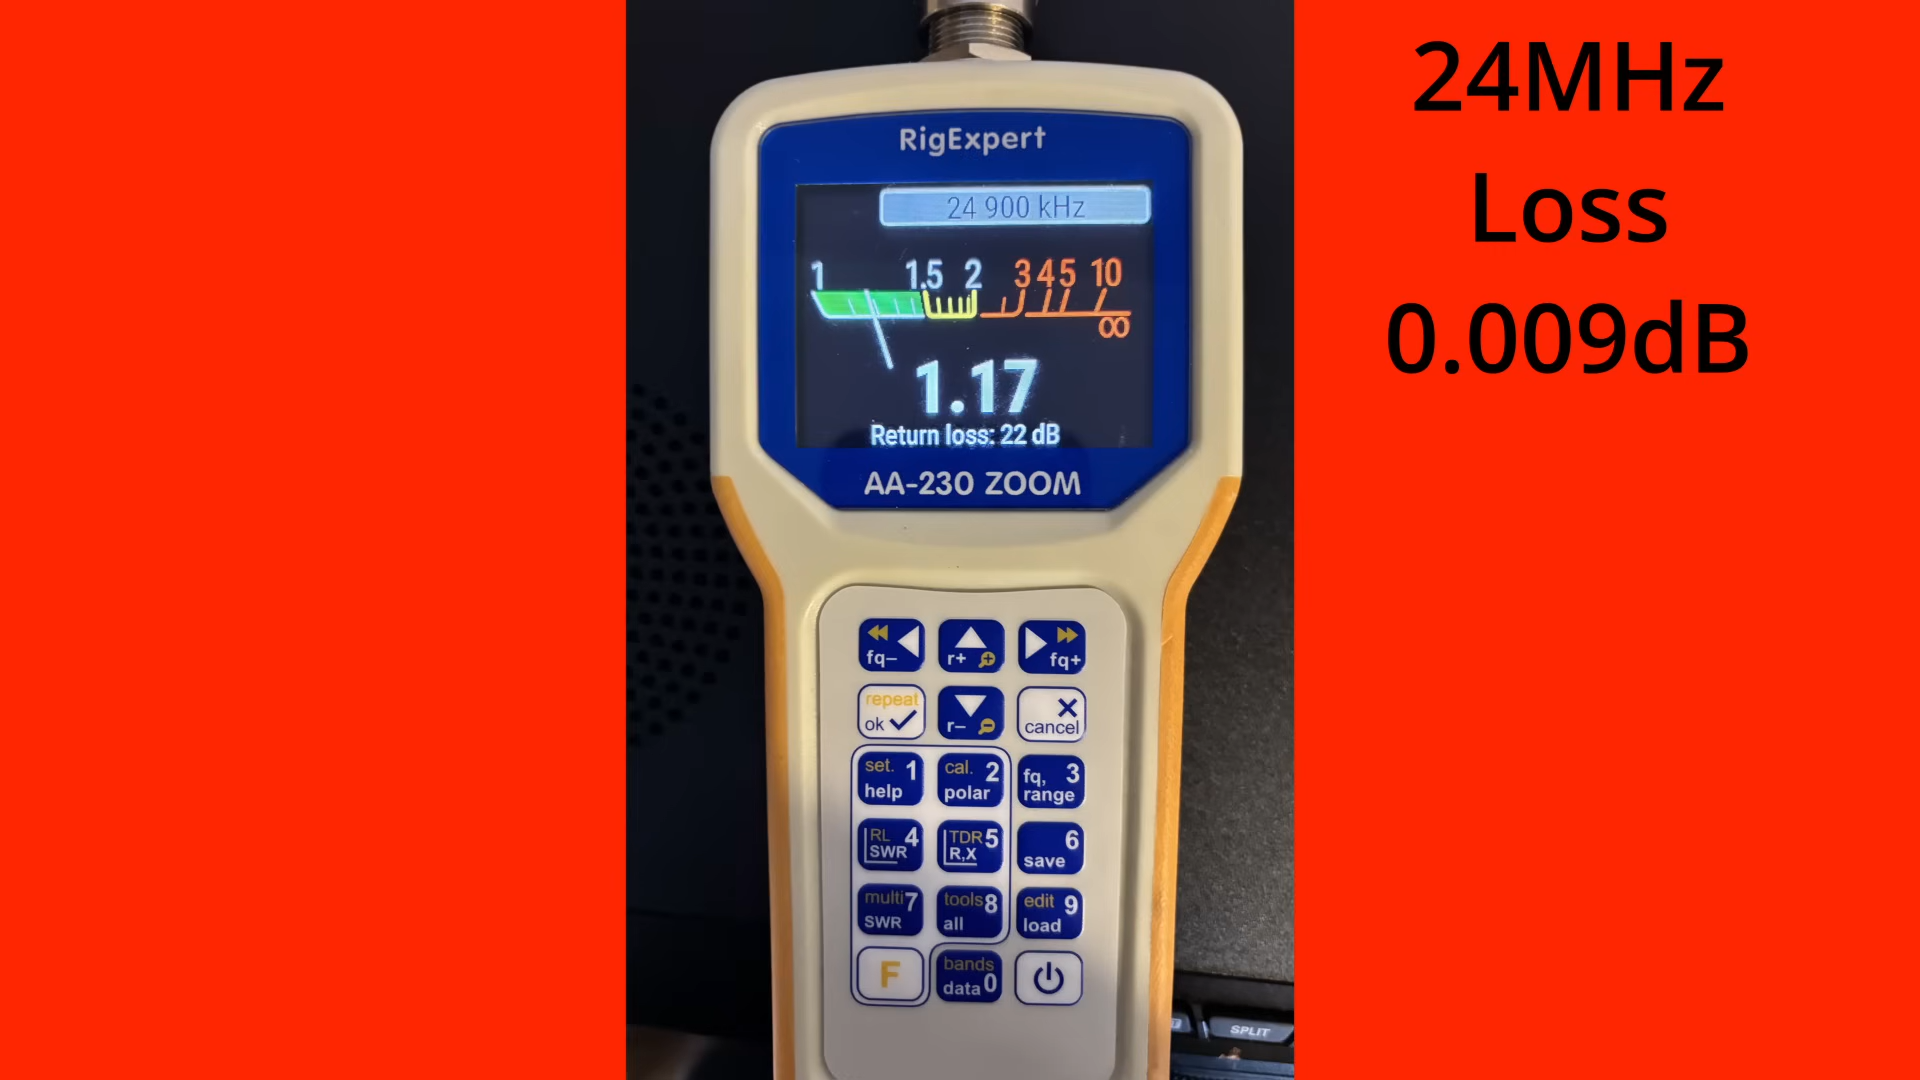 24MHz
Loss
0.009dB
RigExpert
24 900 kHz
1 1.5 2 3 4 5 10
∞
1.17
Return loss: 22 dB
AA-230 ZOOM
fq− r+ fq+
repeat
ok r− cancel
set. 1 cal. 2 fq, 3
help polar range
RL 4 TDR 5 6
SWR R,X save
multi 7 tools 8 edit 9
SWR all load
F bands
data 0
SPLIT